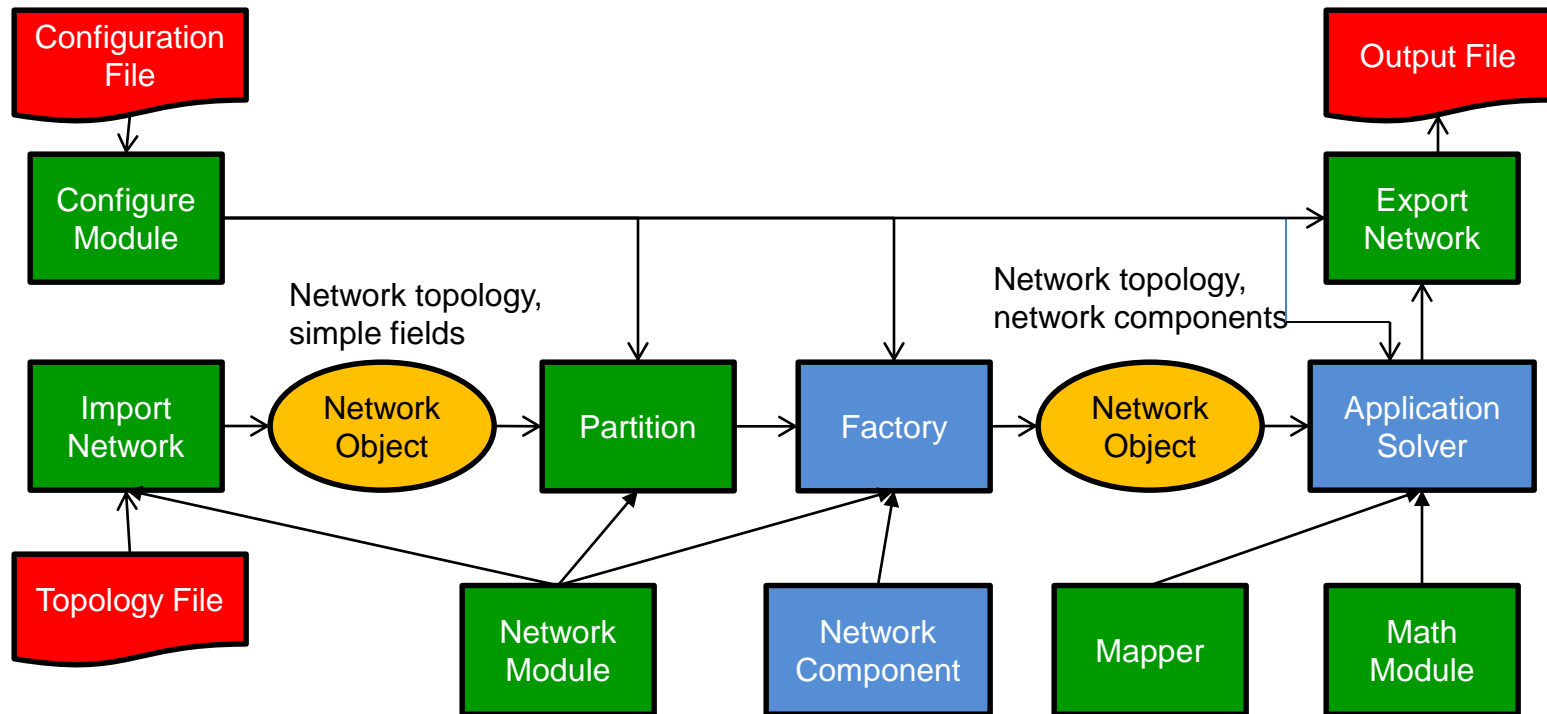 Configuration
File
Output File
Configure
Module
Export
Network
Network topology,
simple fields
Network topology,
network components
Import
Network
Network
Object
Partition
Factory
Network
Object
Application
Solver
Topology File
Network
Module
Network
Component
Mapper
Math
Module